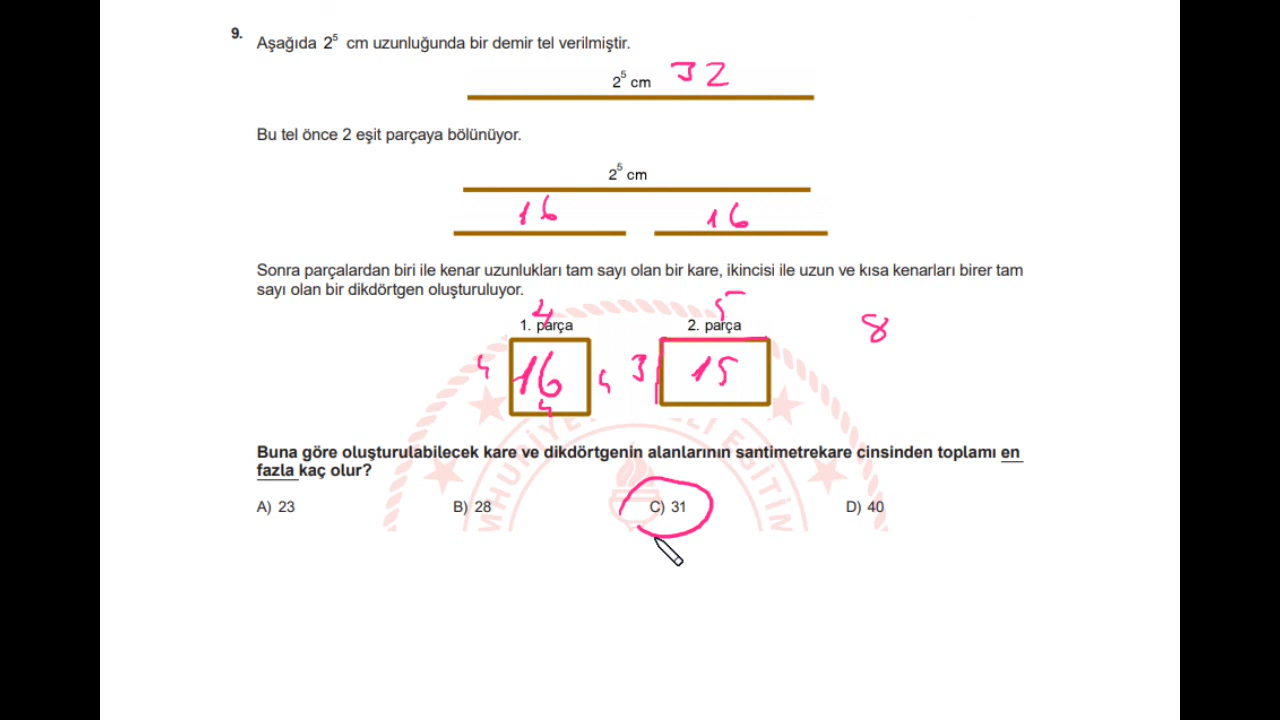 9. Aşağıda 2⁵ cm uzunluğunda bir demir tel verilmiştir.
2⁵ cm 32
Bu tel önce 2 eşit parçaya bölünüyor.
2⁵ cm
16 16
Sonra parçalardan biri ile kenar uzunlukları tam sayı olan bir kare, ikincisi ile uzun ve kısa kenarları birer tam
sayı olan bir dikdörtgen oluşturuluyor.
4 5
1. parça 2. parça 8
4 16 4 3 15
4
Buna göre oluşturulabilecek kare ve dikdörtgenin alanlarının santimetrekare cinsinden toplamı en
fazla kaç olur?
A) 23 B) 28 C) 31 D) 40